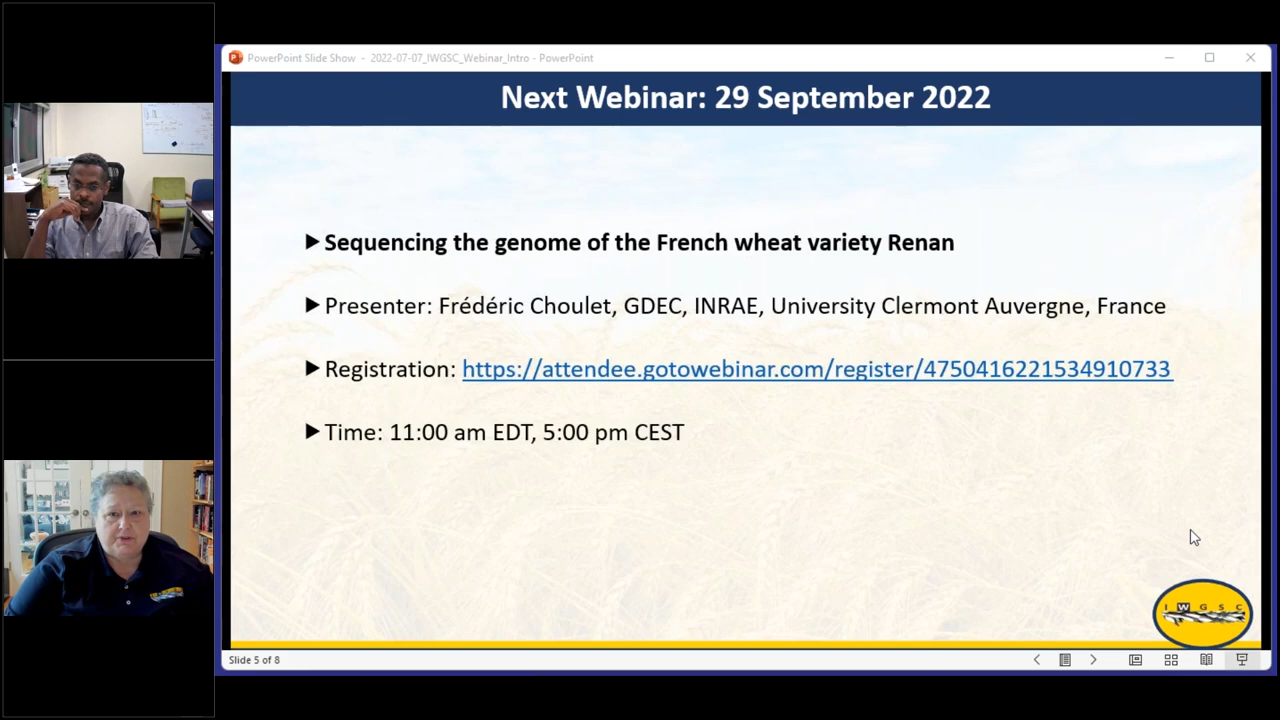 PowerPoint Slide Show - 2022-07-07_IWGSC_Webinar_Intro - PowerPoint
Next Webinar: 29 September 2022
Sequencing the genome of the French wheat variety Renan
Presenter: Frédéric Choulet, GDEC, INRAE, University Clermont Auvergne, France
Registration: https://attendee.gotowebinar.com/register/4750416221534910733
Time: 11:00 am EDT, 5:00 pm CEST
I W G S C
Slide 5 of 8